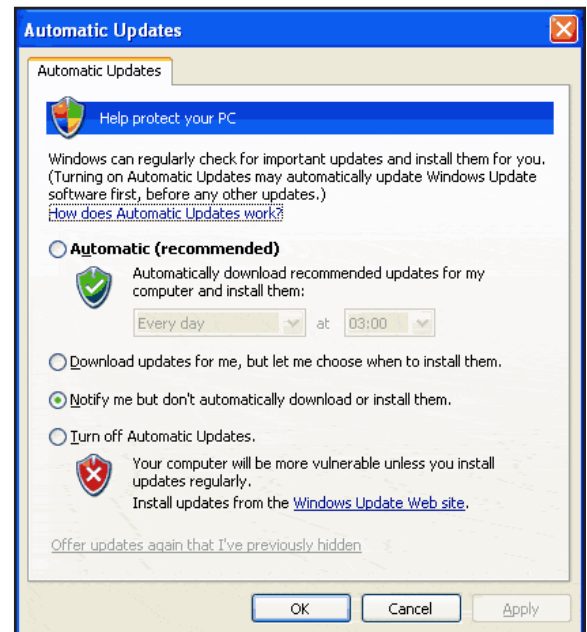 Automatic Updates
Automatic Updates
Help protect your PC
Windows can regularly check for important updates and install them for you.
(Turning on Automatic Updates may automatically update Windows Update
software first, before any other updates.)
How does Automatic Updates work?
Automatic (recommended)
Automatically download recommended updates for my
computer and install them:
Every day at 03:00
Download updates for me, but let me choose when to install them.
Notify me but don't automatically download or install them.
Turn off Automatic Updates.
Your computer will be more vulnerable unless you install
updates regularly.
Install updates from the Windows Update Web site.
Offer updates again that I've previously hidden
OK Cancel Apply